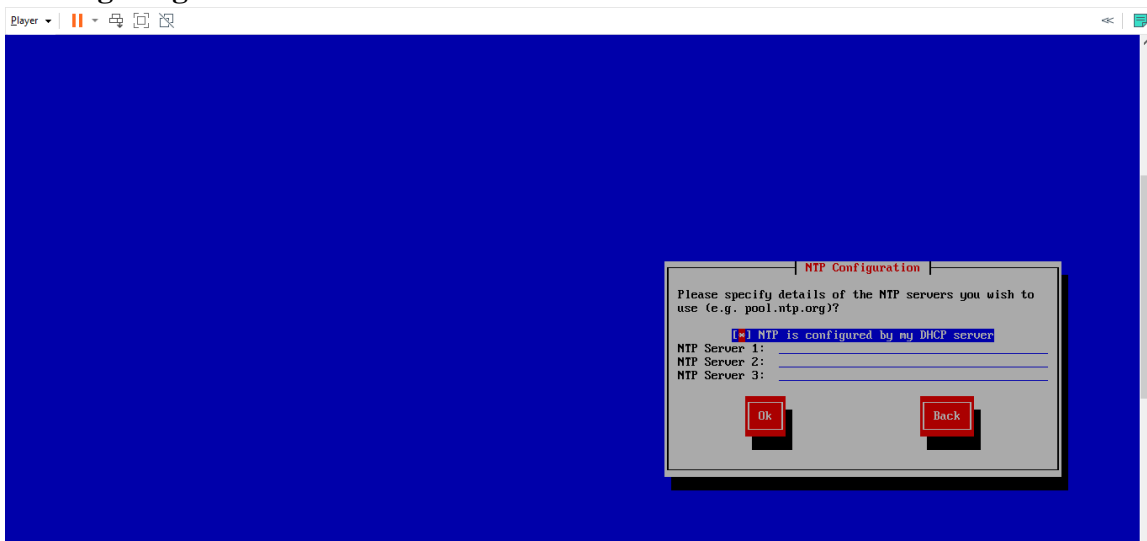 Player
NTP Configuration
Please specify details of the NTP servers you wish to
use (e.g. pool.ntp.org)?
[*] NTP is configured by my DHCP server
NTP Server 1:
NTP Server 2:
NTP Server 3:
Ok Back